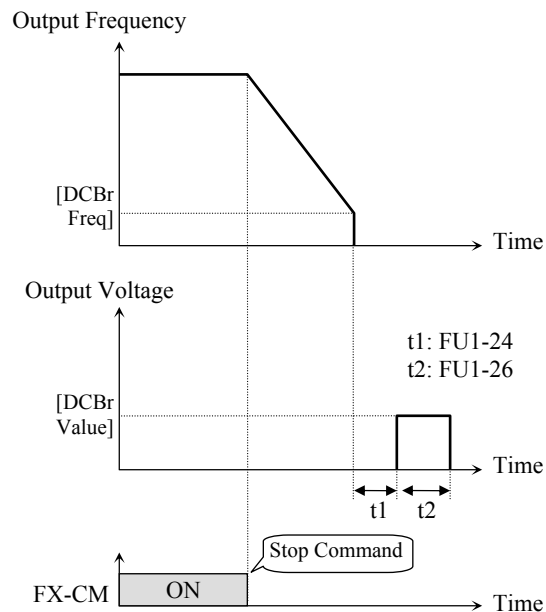 Output Frequency
[DCBr
Freq]
Time
Output Voltage
t1: FU1-24
t2: FU1-26
[DCBr
Value]
Time
t1
t2
Stop Command
FX-CM
ON
Time